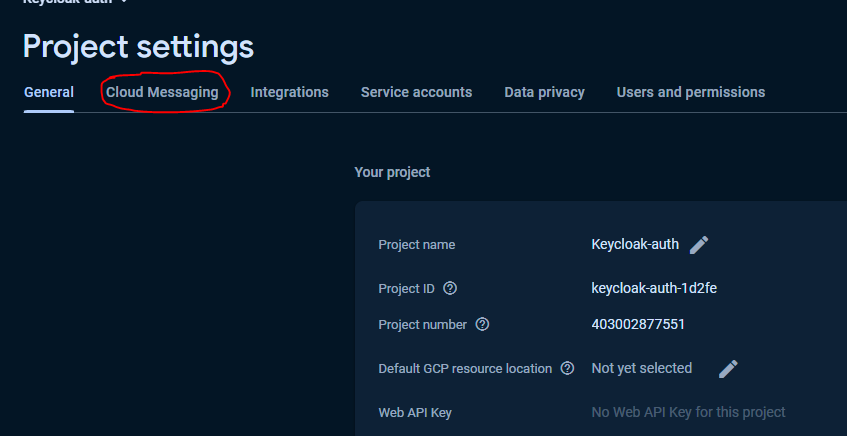 Keycloak-auth
Project settings
General Cloud Messaging Integrations Service accounts Data privacy Users and permissions
Your project
Project name Keycloak-auth
Project ID keycloak-auth-1d2fe
Project number 403002877551
Default GCP resource location Not yet selected
Web API Key No Web API Key for this project